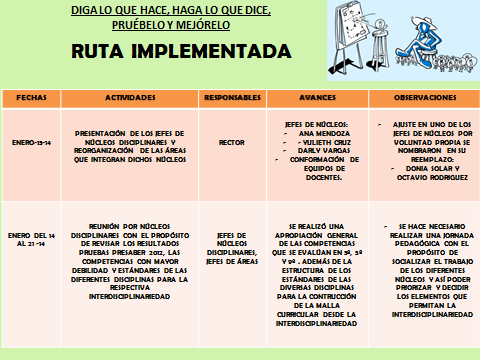 DIGA LO QUE HACE, HAGA LO QUE DICE,
PRUÉBELO Y MEJÓRELO
RUTA IMPLEMENTADA
FECHAS
ACTIVIDADES
RESPONSABLES
AVANCES
OBSERVACIONES
ENERO-13-14
PRESENTACIÓN DE LOS JEFES DE
NÚCLEOS DISCIPLINARES Y
REORGANIZACIÓN DE LAS ÁREAS
QUE INTEGRAN DICHOS NÚCLEOS
RECTOR
JEFES DE NÚCLEOS:
- ANA MENDOZA
- - YULIETH CRUZ
- DARLY VARGAS
- CONFORMACIÓN DE
EQUIPOS DE
DOCENTES.
- AJUSTE EN UNO DE LOS
JEFES DE NÚCLEOS POR
VOLUNTAD PROPIA SE
NOMBRARON EN SU
REEMPLAZO:
- DONIA SOLAR Y
OCTAVIO RODRIGUEZ
ENERO DEL 14
AL 21 -14
REUNIÓN POR NÚCLEOS
DISCIPLINARES CON EL PROPÓSITO
DE REVISAR LOS RESULTADOS
PRUEBAS PRESABER 2012, LAS
COMPETENCIAS CON MAYOR
DEBILIDAD Y ESTÁNDARES DE LAS
DIFERENTES DISCIPLINAS PARA LA
RESPECTIVA
INTERDISCIPLINARIEDAD
JEFES DE
NÚCLEOS
DISCIPLINARES,
JEFES DE ÁREAS
SE REALIZÓ UNA
APROPIACIÓN GENERAL
DE LAS COMPETENCIAS
QUE SE EVALÚAN EN 3º, 5º
Y 9º . ADEMÁS DE LA
ESTRUCTURA DE LOS
ESTÁNDARES DE LAS
DIVERSAS DISCIPLINAS
PARA LA CONTRUCCIÓN
DE LA MALLA
CURRICULAR DESDE LA
INTERDISCIPLINARIEDAD
- SE HACE NECESARIO
REALIZAR UNA JORNADA
PEDAGÓGICA CON EL
PROPÓSITO DE
SOCIALIZAR EL TRABAJO
DE LOS DIFERENTES
NÚCLEOS Y ASÍ PODER
PRIORIZAR Y DECIDIR
LOS ELEMENTOS QUE
PERMITAN LA
INTERDISCIPLINARIEDAD